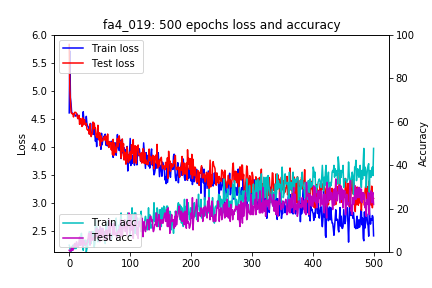 fa4_019: 500 epochs loss and accuracy
6.0
5.5
5.0
4.5
4.0
3.5
3.0
2.5
Loss
Train loss
Test loss
Train acc
Test acc
100
80
60
40
20
0
Accuracy
0 100 200 300 400 500